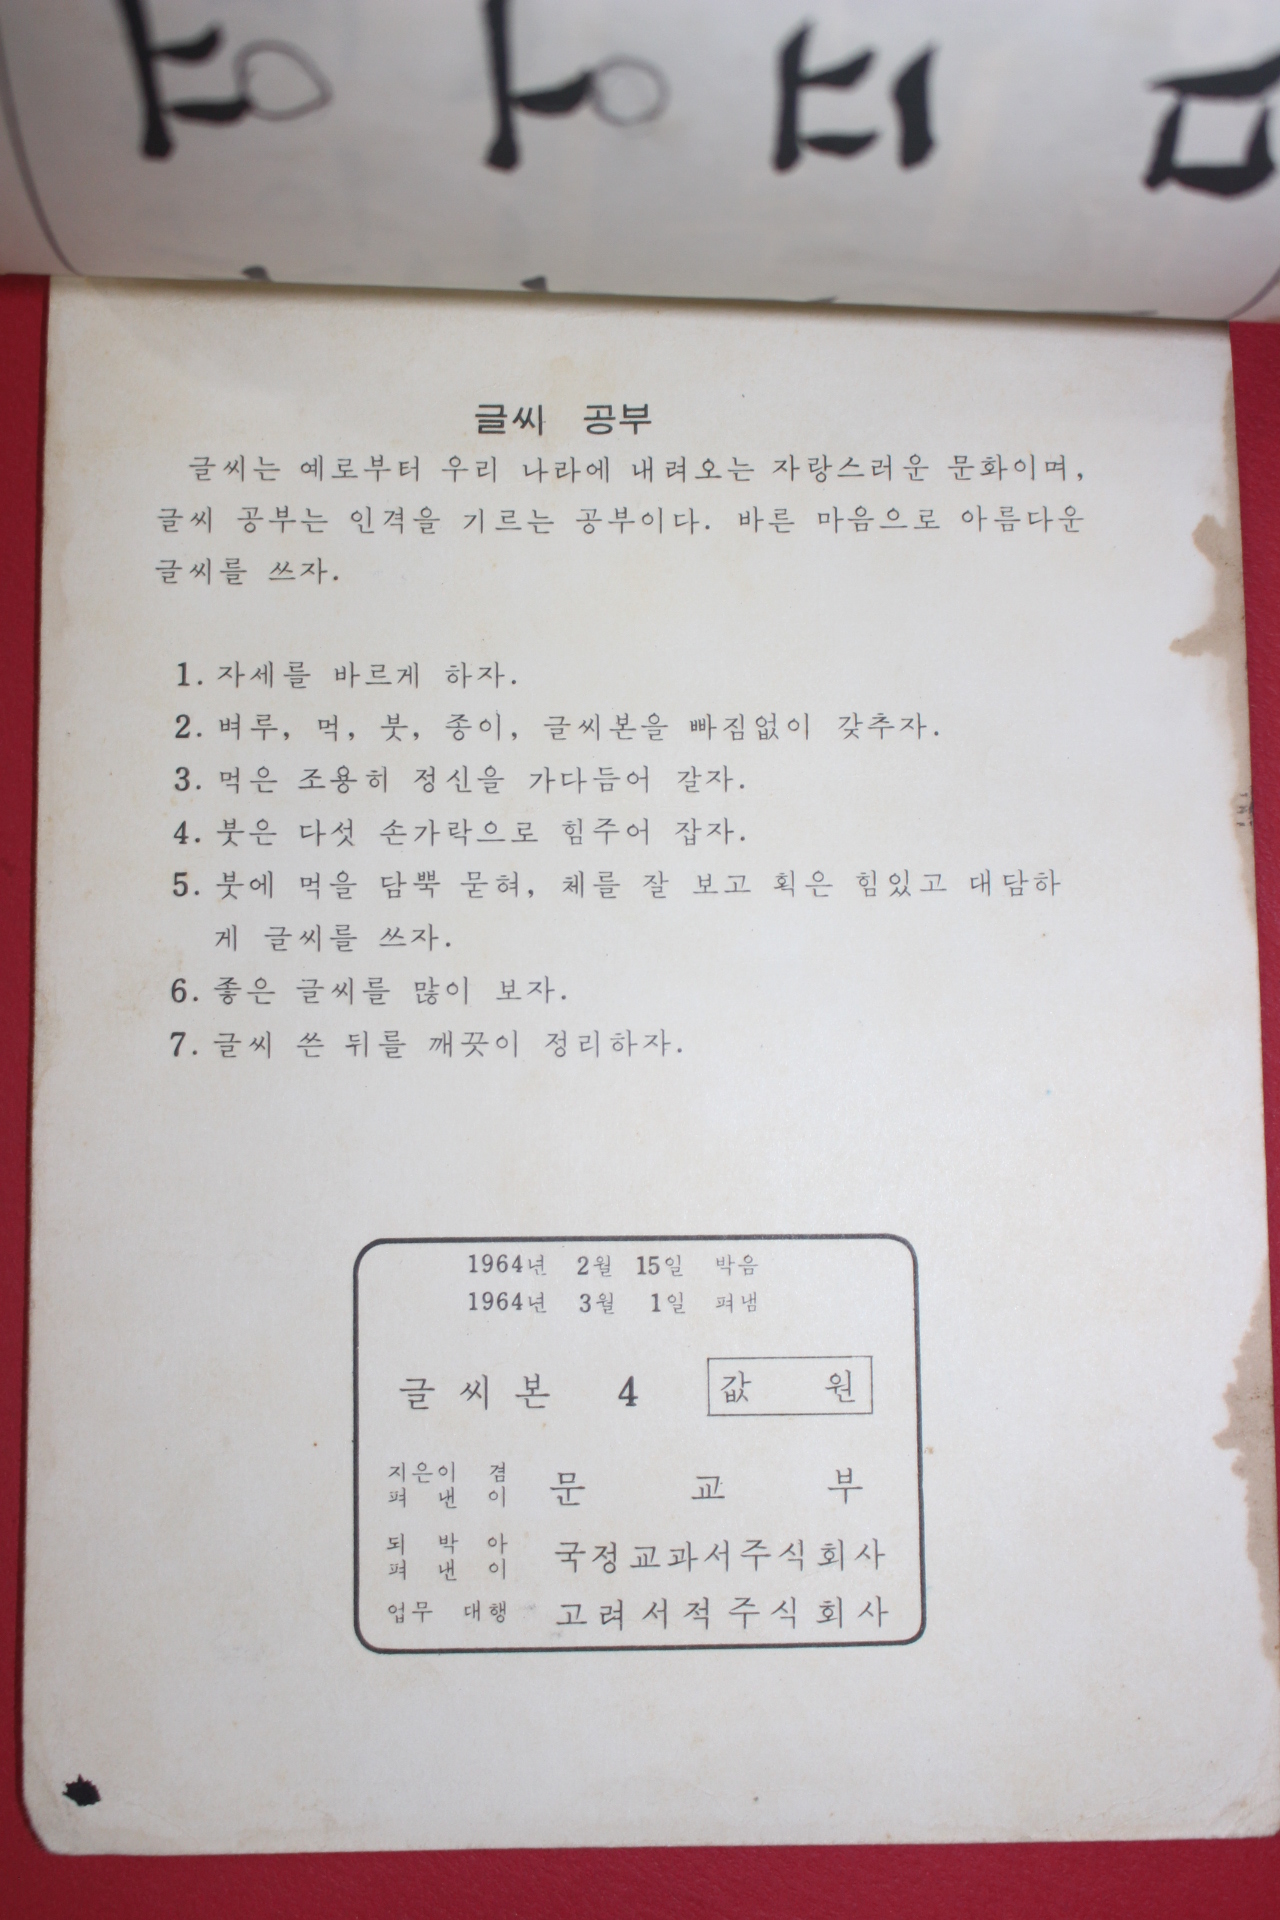 글씨 공부
글씨는 예로부터 우리 나라에 내려오는 자랑스러운 문화이며,
글씨 공부는 인격을 기르는 공부이다. 바른 마음으로 아름다운
글씨를 쓰자.
1. 자세를 바르게 하자.
2. 벼루, 먹, 붓, 종이, 글씨본을 빠짐없이 갖추자.
3. 먹은 조용히 정신을 가다듬어 갈자.
4. 붓은 다섯 손가락으로 힘주어 잡자.
5. 붓에 먹을 담뿍 묻혀, 체를 잘 보고 획은 힘있고 대담하
게 글씨를 쓰자.
6. 좋은 글씨를 많이 보자.
7. 글씨 쓴 뒤를 깨끗이 정리하자.
1964년 2월 15일 박음
1964년 3월 1일 펴냄
글씨본 4 값 원
지은이 겸
펴낸이 문교부
되박아
펴낸이 국정교과서주식회사
업무 대행 고려서적주식회사